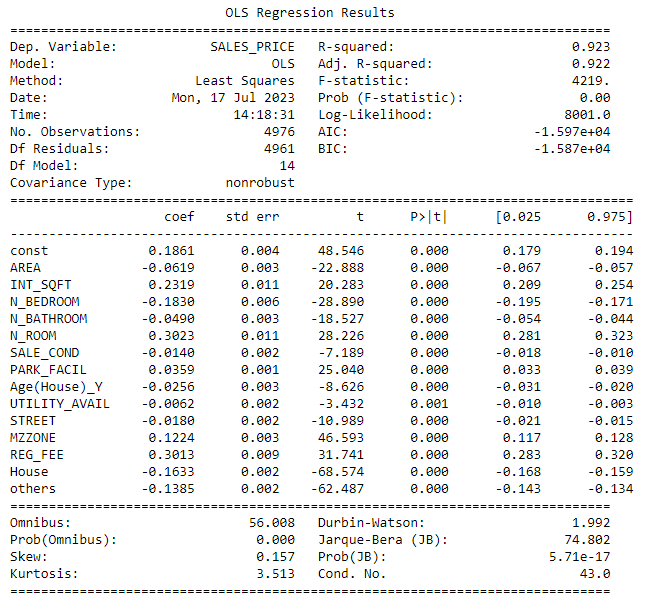 OLS Regression Results
==============================================================================
Dep. Variable: SALES_PRICE R-squared: 0.923
Model: OLS Adj. R-squared: 0.922
Method: Least Squares F-statistic: 4219.
Date: Mon, 17 Jul 2023 Prob (F-statistic): 0.00
Time: 14:18:31 Log-Likelihood: 8001.0
No. Observations: 4976 AIC: -1.597e+04
Df Residuals: 4961 BIC: -1.587e+04
Df Model: 14
Covariance Type: nonrobust
=================================================================================
coef std err t P>|t| [0.025 0.975]
---------------------------------------------------------------------------------
const 0.1861 0.004 48.546 0.000 0.179 0.194
AREA -0.0619 0.003 -22.888 0.000 -0.067 -0.057
INT_SQFT 0.2319 0.011 20.283 0.000 0.209 0.254
N_BEDROOM -0.1830 0.006 -28.890 0.000 -0.195 -0.171
N_BATHROOM -0.0490 0.003 -18.527 0.000 -0.054 -0.044
N_ROOM 0.3023 0.011 28.226 0.000 0.281 0.323
SALE_COND -0.0140 0.002 -7.189 0.000 -0.018 -0.010
PARK_FACIL 0.0359 0.001 25.040 0.000 0.033 0.039
Age(House)_Y -0.0256 0.003 -8.626 0.000 -0.031 -0.020
UTILITY_AVAIL -0.0062 0.002 -3.432 0.001 -0.010 -0.003
STREET -0.0180 0.002 -10.989 0.000 -0.021 -0.015
MZZONE 0.1224 0.003 46.593 0.000 0.117 0.128
REG_FEE 0.3013 0.009 31.741 0.000 0.283 0.320
House -0.1633 0.002 -68.574 0.000 -0.168 -0.159
others -0.1385 0.002 -62.487 0.000 -0.143 -0.134
==============================================================================
Omnibus: 56.008 Durbin-Watson: 1.992
Prob(Omnibus): 0.000 Jarque-Bera (JB): 74.802
Skew: 0.157 Prob(JB): 5.71e-17
Kurtosis: 3.513 Cond. No. 43.0
==============================================================================